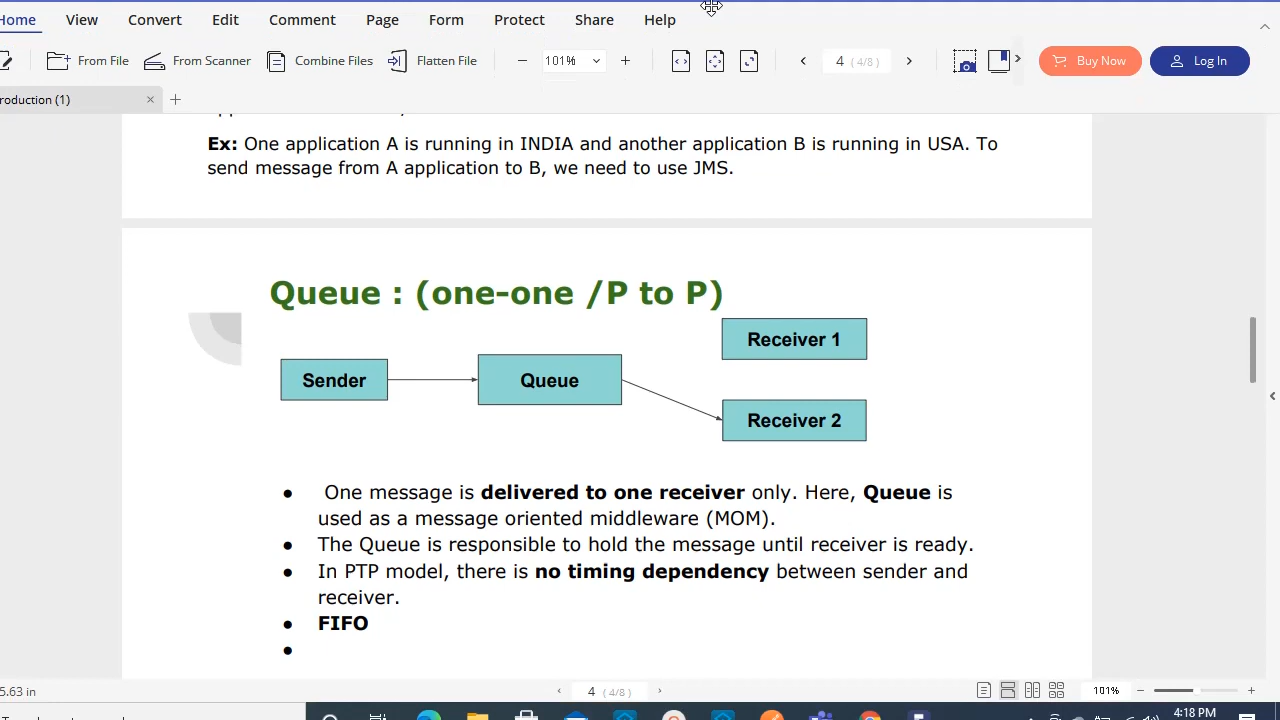 Home View Convert Edit Comment Page Form Protect Share Help
From File From Scanner Combine Files Flatten File 101% 4 (4/8) Buy Now Log In
roduction (1)
Ex: One application A is running in INDIA and another application B is running in USA. To
send message from A application to B, we need to use JMS.
Queue : (one-one /P to P)
Receiver 1
Sender Queue
Receiver 2
● One message is delivered to one receiver only. Here, Queue is
used as a message oriented middleware (MOM).
● The Queue is responsible to hold the message until receiver is ready.
● In PTP model, there is no timing dependency between sender and
receiver.
● FIFO
●
5.63 in 4 (4/8) 101%
4:18 PM